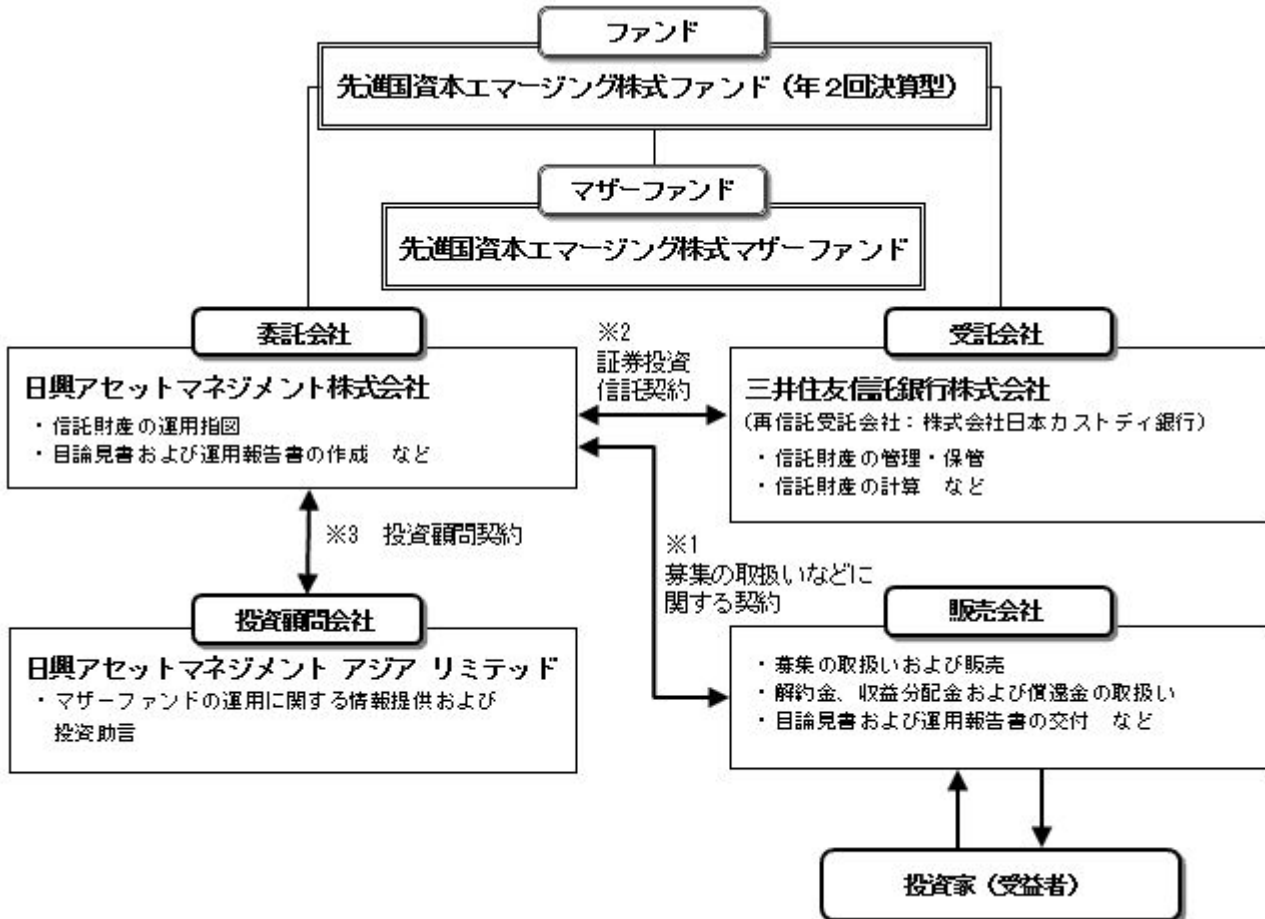 ファンド
先進国資本エマージング株式ファンド（年２回決算型）
マザーファンド
先進国資本エマージング株式マザーファンド
委託会社
日興アセットマネジメント株式会社
・信託財産の運用指図
・目論見書および運用報告書の作成　など
※2
証券投資
信託契約
受託会社
三井住友信託銀行株式会社
（再信託受託会社：株式会社日本カストディ銀行）
・信託財産の管理・保管
・信託財産の計算　など
※3　投資顧問契約
※1
募集の取扱いなどに
関する契約
投資顧問会社
日興アセットマネジメント アジア リミテッド
・マザーファンドの運用に関する情報提供および
投資助言
販売会社
・募集の取扱いおよび販売
・解約金、収益分配金および償還金の取扱い
・目論見書および運用報告書の交付　など
投資家（受益者）